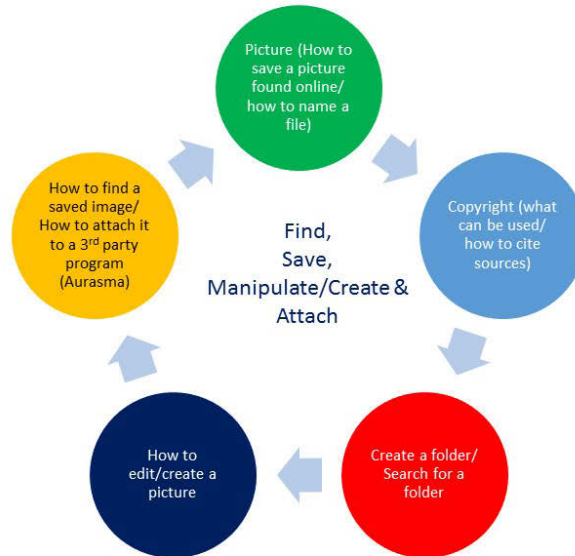 Picture (How to
save a picture
found online/
how to name a
file)
Copyright (what
can be used/
how to cite
sources)
Create a folder/
Search for a
folder
How to
edit/create a
picture
How to find a
saved image/
How to attach it
to a 3rd party
program
(Aurasma)
Find,
Save,
Manipulate/Create &
Attach